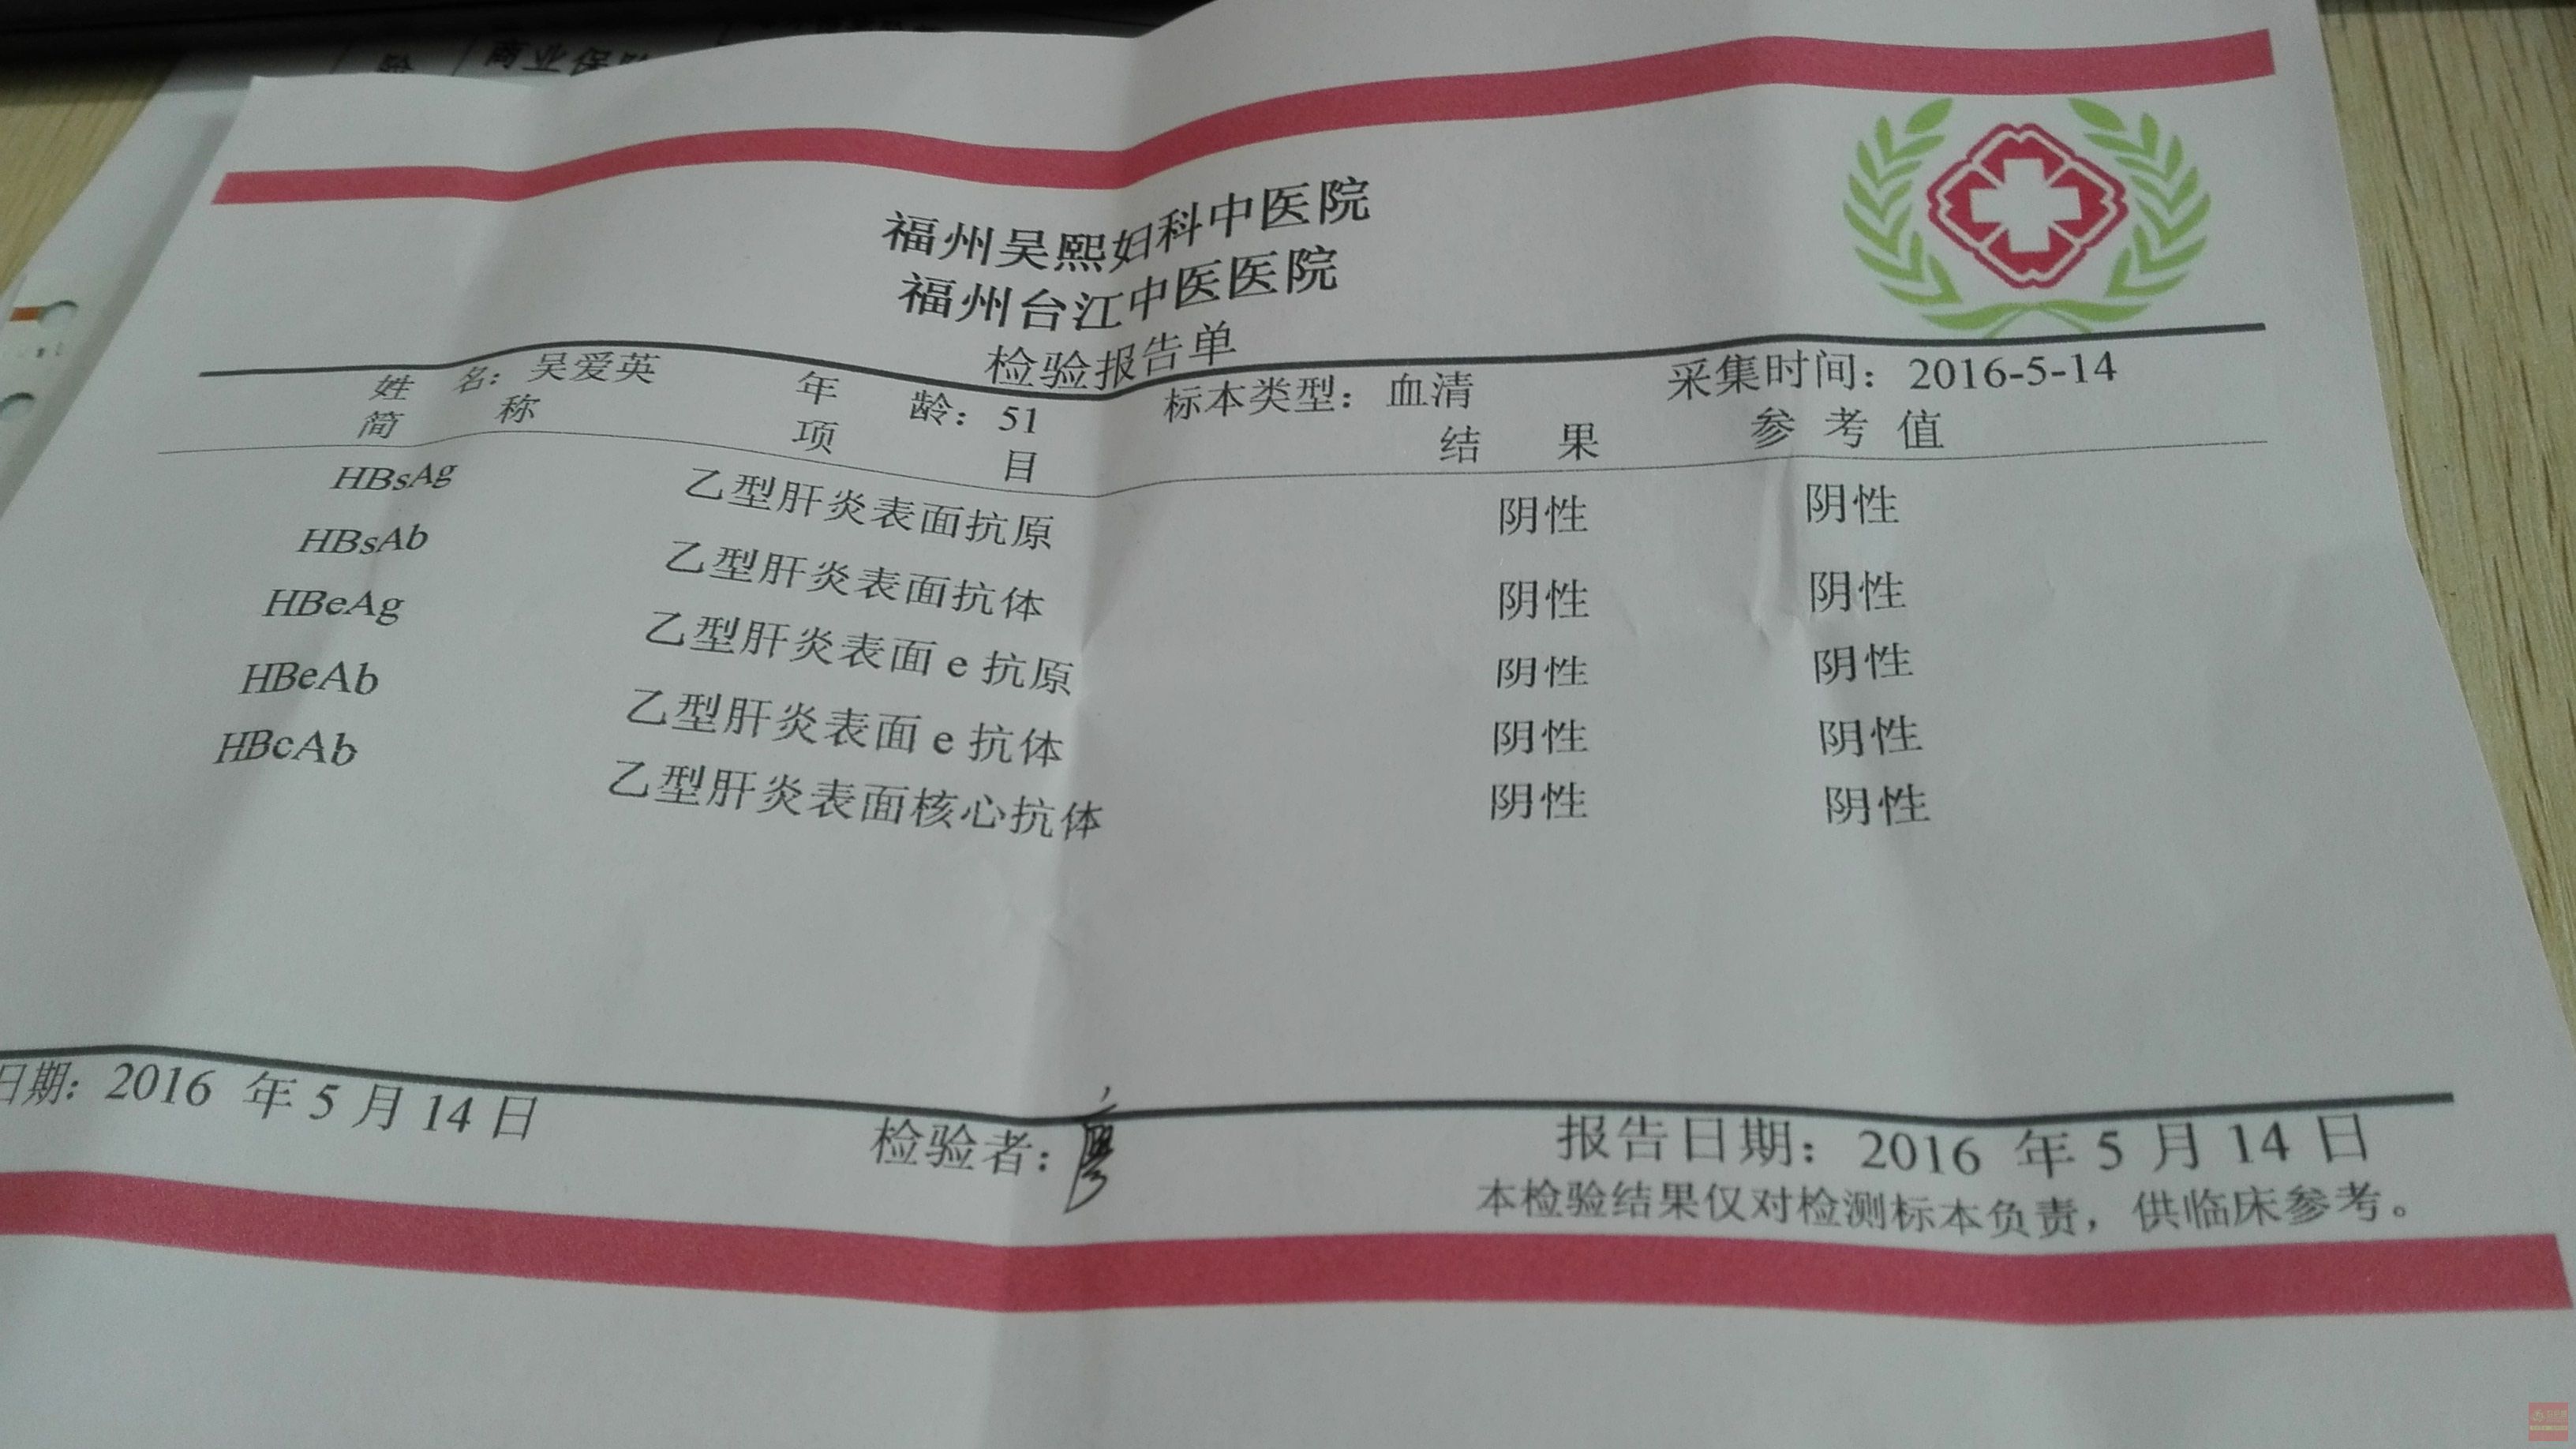 商业保险
福州吴熙妇科中医院
福州台江中医医院
检验报告单
姓 名：吴爱英 年 龄：51 标本类型：血清 采集时间：2016-5-14
简 称 项 目 结 果 参 考 值
HBsAg 乙型肝炎表面抗原 阴性 阴性
HBsAb 乙型肝炎表面抗体 阴性 阴性
HBeAg 乙型肝炎表面 e 抗原 阴性 阴性
HBeAb 乙型肝炎表面 e 抗体 阴性 阴性
HBcAb 乙型肝炎表面核心抗体 阴性 阴性
日期：2016 年 5 月 14 日 检验者：廖 报告日期：2016 年 5 月 14 日
本检验结果仅对检测标本负责，供临床参考。